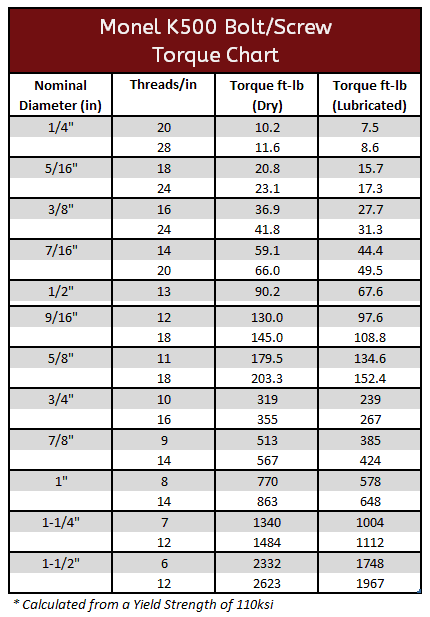 Monel K500 Bolt/Screw
Torque Chart
Nominal Diameter (in) Threads/in Torque ft-lb (Dry) Torque ft-lb (Lubricated)
1/4" 20 10.2 7.5
28 11.6 8.6
5/16" 18 20.8 15.7
24 23.1 17.3
3/8" 16 36.9 27.7
24 41.8 31.3
7/16" 14 59.1 44.4
20 66.0 49.5
1/2" 13 90.2 67.6
9/16" 12 130.0 97.6
18 145.0 108.8
5/8" 11 179.5 134.6
18 203.3 152.4
3/4" 10 319 239
16 355 267
7/8" 9 513 385
14 567 424
1" 8 770 578
14 863 648
1-1/4" 7 1340 1004
12 1484 1112
1-1/2" 6 2332 1748
12 2623 1967
* Calculated from a Yield Strength of 110ksi